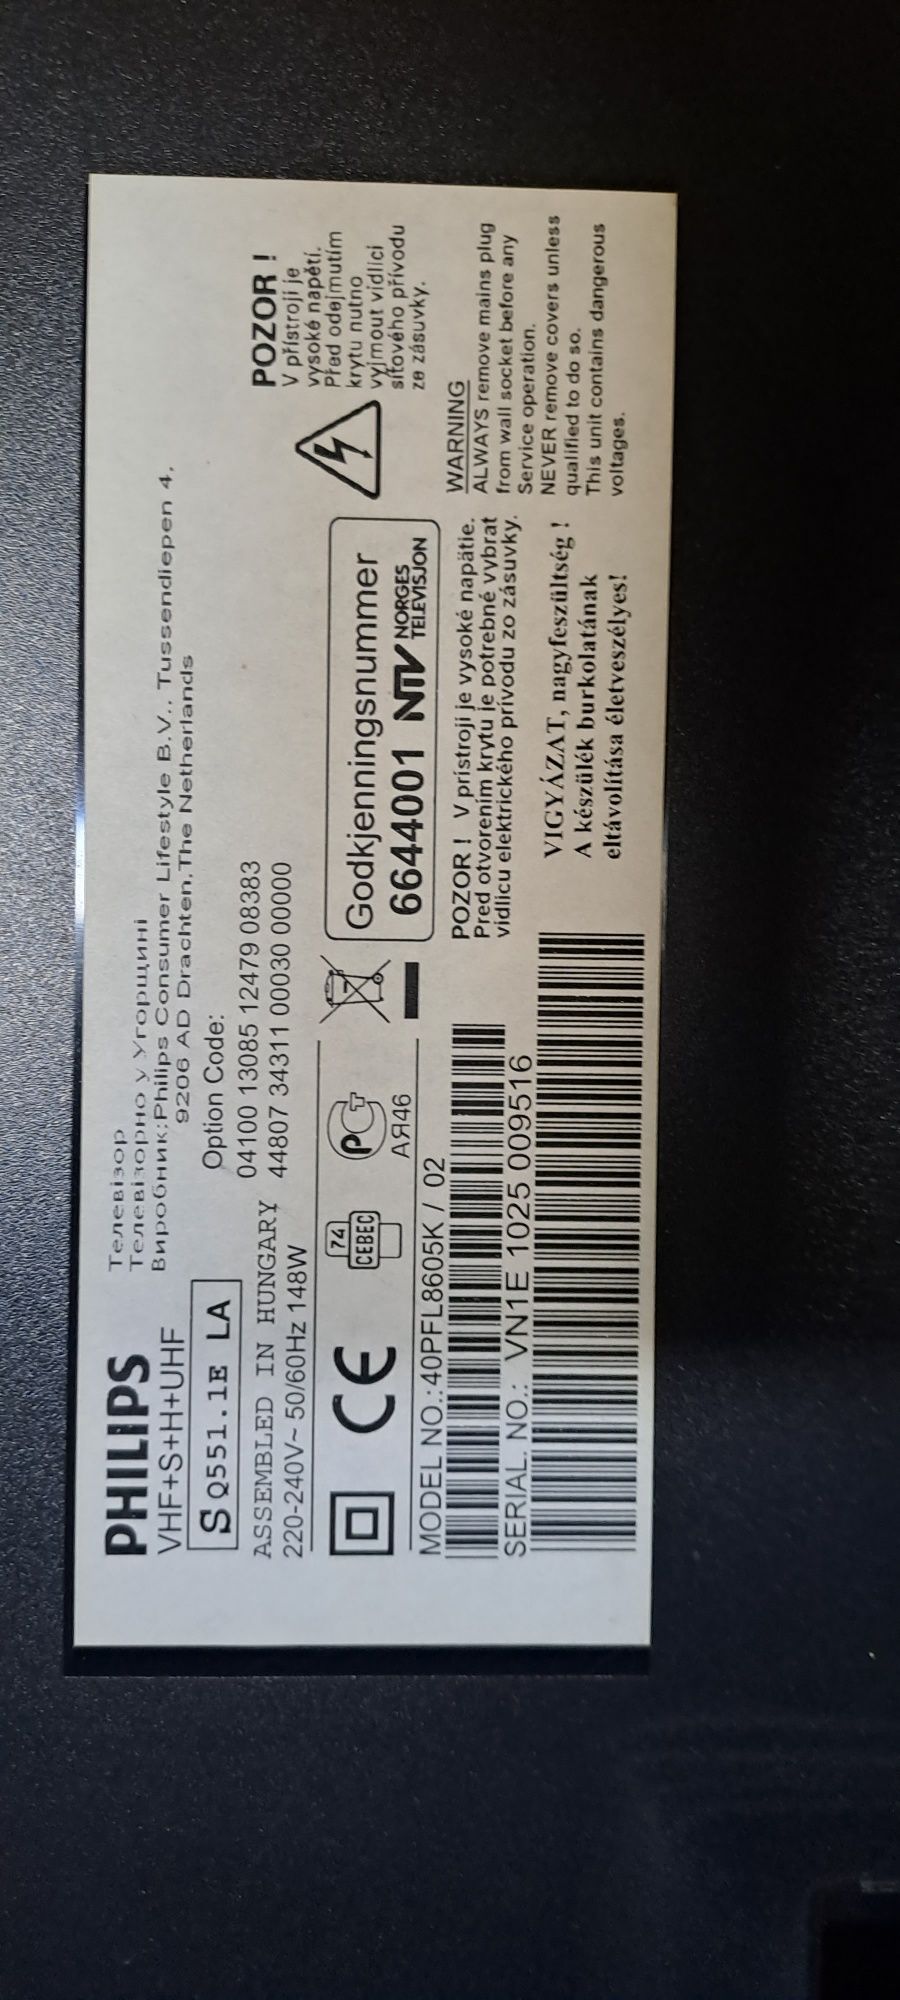 PHILIPS
VHF+S+H+UHF
S Q551.1E LA
Телевізор
Телевізорно у Угорщині
Виробник:Philips Consumer Lifestyle B.V., Tussendiepen 4,
9206 AD Drachten,The Netherlands
Option Code:
04100 13085 12479 08383
44807 34311 00030 00000
ASSEMBLED IN HUNGARY
220-240V~ 50/60Hz 148W
CE
74
CEBEC
РСТ
АЯ46
Godkjenningsnummer
6644001 NTV NORGES
TELEVISJON
POZOR !
V přístroji je
vysoké napětí.
Před odejmutím
krytu nutno
vyjmout vidlici
síťového přívodu
ze zásuvky.
MODEL NO.:40PFL8605K / 02
SERIAL. NO.: VN1E 1025 009516
POZOR ! V prístroji je vysoké napätie.
Pred otvorením krytu je potrebné vybrat
vidlicu elektrického prívodu zo zásuvky.
VIGYÁZAT, nagyfeszültség !
A készülék burkolatának
eltávolítása életveszélyes!
WARNING
ALWAYS remove mains plug
from wall socket before any
Service operation.
NEVER remove covers unless
qualified to do so.
This unit contains dangerous
voltages.